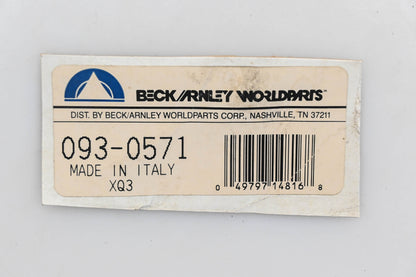 BECK/ARNLEY WORLDPARTS™
DIST. BY BECK/ARNLEY WORLDPARTS CORP., NASHVILLE, TN 37211
093-0571
MADE IN ITALY
XQ3
0 49797 14816 8